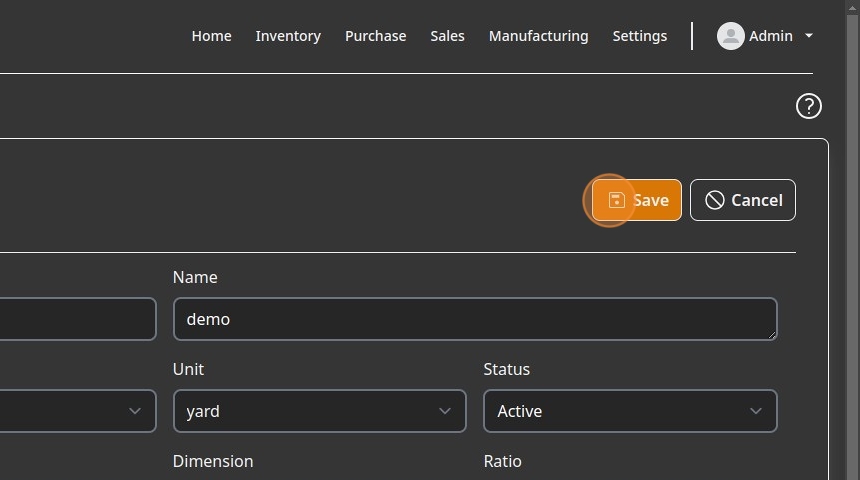 Home Inventory Purchase Sales Manufacturing Settings Admin
?
Save Cancel
Name
demo
Unit Status
yard Active
Dimension Ratio